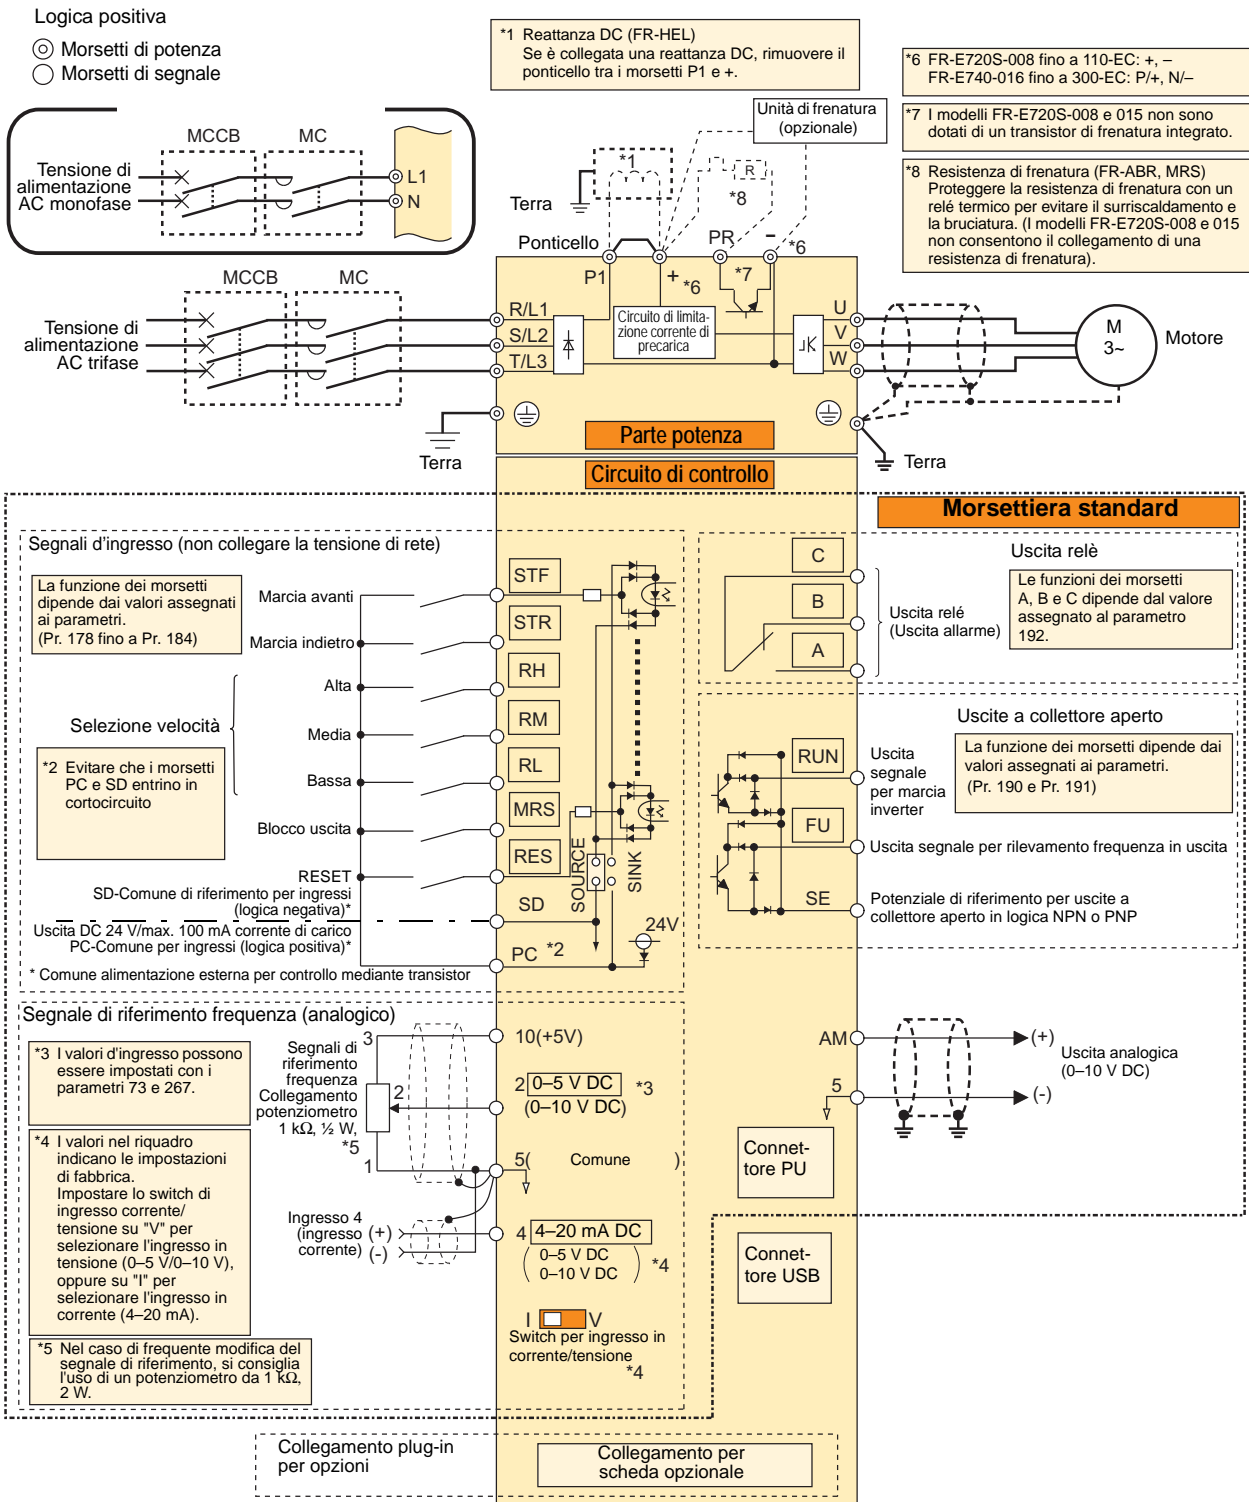 Logica positiva
Morsetti di potenza
Morsetti di segnale
*1 Reattanza DC (FR-HEL)
Se è collegata una reattanza DC, rimuovere il
ponticello tra i morsetti P1 e +.
*6 FR-E720S-008 fino a 110-EC: +, –
FR-E740-016 fino a 300-EC: P/+, N/–
*7 I modelli FR-E720S-008 e 015 non sono
dotati di un transistor di frenatura integrato.
*8 Resistenza di frenatura (FR-ABR, MRS)
Proteggere la resistenza di frenatura con un
relé termico per evitare il surriscaldamento e
la bruciatura. (I modelli FR-E720S-008 e 015
non consentono il collegamento di una
resistenza di frenatura).
Unità di frenatura
(opzionale)
MCCB
MC
Tensione di
alimentazione
AC monofase
L1
N
*1
R
*8
Terra
Ponticello
PR
–
*6
P1
+
*6
*7
MCCB
MC
Tensione di
alimentazione
AC trifase
R/L1
S/L2
T/L3
Circuito di limita-
zione corrente di
precarica
U
V
W
M
3~
Motore
Terra
Parte potenza
Terra
Circuito di controllo
Morsettiera standard
Segnali d'ingresso (non collegare la tensione di rete)
La funzione dei morsetti
dipende dai valori assegnati
ai parametri.
(Pr. 178 fino a Pr. 184)
Marcia avanti
STF
Marcia indietro
STR
Alta
RH
Selezione velocità
Media
RM
*2 Evitare che i morsetti
PC e SD entrino in
cortocircuito
Bassa
RL
Blocco uscita
MRS
RESET
RES
SOURCE
SINK
SD-Comune di riferimento per ingressi
(logica negativa)*
SD
Uscita DC 24 V/max. 100 mA corrente di carico
PC-Comune per ingressi (logica positiva)*
PC *2
24V
* Comune alimentazione esterna per controllo mediante transistor
Uscita relè
C
B
A
Uscita relé
(Uscita allarme)
Le funzioni dei morsetti
A, B e C dipende dal valore
assegnato al parametro
192.
Uscite a collettore aperto
RUN
Uscita
segnale
per marcia
inverter
La funzione dei morsetti dipende dai
valori assegnati ai parametri.
(Pr. 190 e Pr. 191)
FU
Uscita segnale per rilevamento frequenza in uscita
SE
Potenziale di riferimento per uscite a
collettore aperto in logica NPN o PNP
Segnale di riferimento frequenza (analogico)
*3 I valori d'ingresso possono
essere impostati con i
parametri 73 e 267.
Segnali di
riferimento
frequenza
Collegamento
potenziometro
1 kΩ, ½ W,
*5
3
2
1
10(+5V)
2 0–5 V DC *3
(0–10 V DC)
5( Comune )
*4 I valori nel riquadro
indicano le impostazioni
di fabbrica.
Impostare lo switch di
ingresso corrente/
tensione su "V" per
selezionare l'ingresso in
tensione (0–5 V/0–10 V),
oppure su "I" per
selezionare l'ingresso in
corrente (4–20 mA).
Ingresso 4
(ingresso
corrente)
(+)
(-)
4 4–20 mA DC
( 0–5 V DC
0–10 V DC ) *4
I V
Switch per ingresso in
corrente/tensione
*4
*5 Nel caso di frequente modifica del
segnale di riferimento, si consiglia
l'uso di un potenziometro da 1 kΩ,
2 W.
AM
(+)
Uscita analogica
(0–10 V DC)
5
(-)
Connet-
tore PU
Connet-
tore USB
Collegamento plug-in
per opzioni
Collegamento per
scheda opzionale